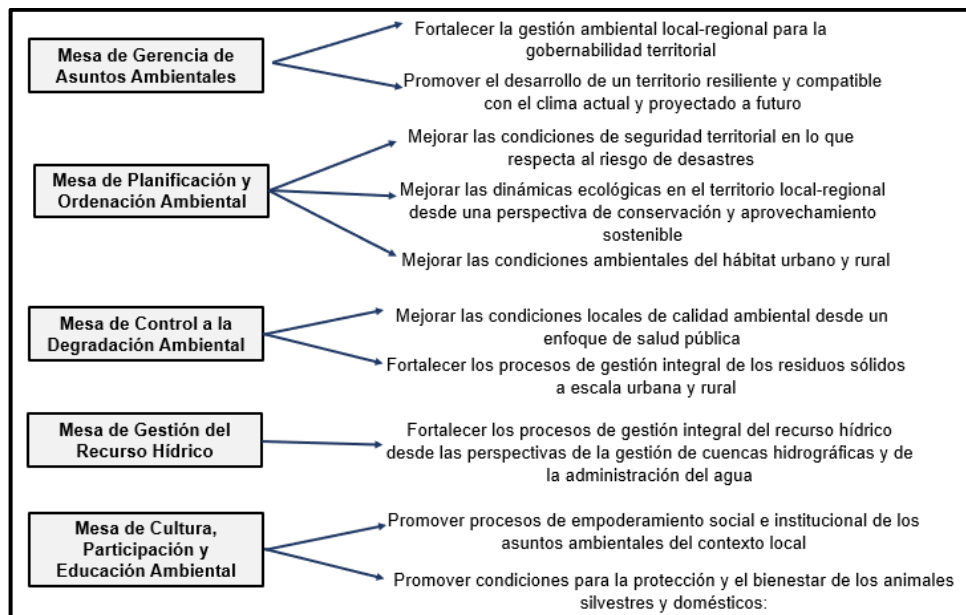 Mesa de Gerencia de
Asuntos Ambientales
Fortalecer la gestión ambiental local-regional para la
gobernabilidad territorial
Promover el desarrollo de un territorio resiliente y compatible
con el clima actual y proyectado a futuro
Mesa de Planificación y
Ordenación Ambiental
Mejorar las condiciones de seguridad territorial en lo que
respecta al riesgo de desastres
Mejorar las dinámicas ecológicas en el territorio local-regional
desde una perspectiva de conservación y aprovechamiento
sostenible
Mejorar las condiciones ambientales del hábitat urbano y rural
Mesa de Control a la
Degradación Ambiental
Mejorar las condiciones locales de calidad ambiental desde un
enfoque de salud pública
Fortalecer los procesos de gestión integral de los residuos sólidos
a escala urbana y rural
Mesa de Gestión del
Recurso Hídrico
Fortalecer los procesos de gestión integral del recurso hídrico
desde las perspectivas de la gestión de cuencas hidrográficas y de
la administración del agua
Mesa de Cultura,
Participación y
Educación Ambiental
Promover procesos de empoderamiento social e institucional de los
asuntos ambientales del contexto local
Promover condiciones para la protección y el bienestar de los animales
silvestres y domésticos: